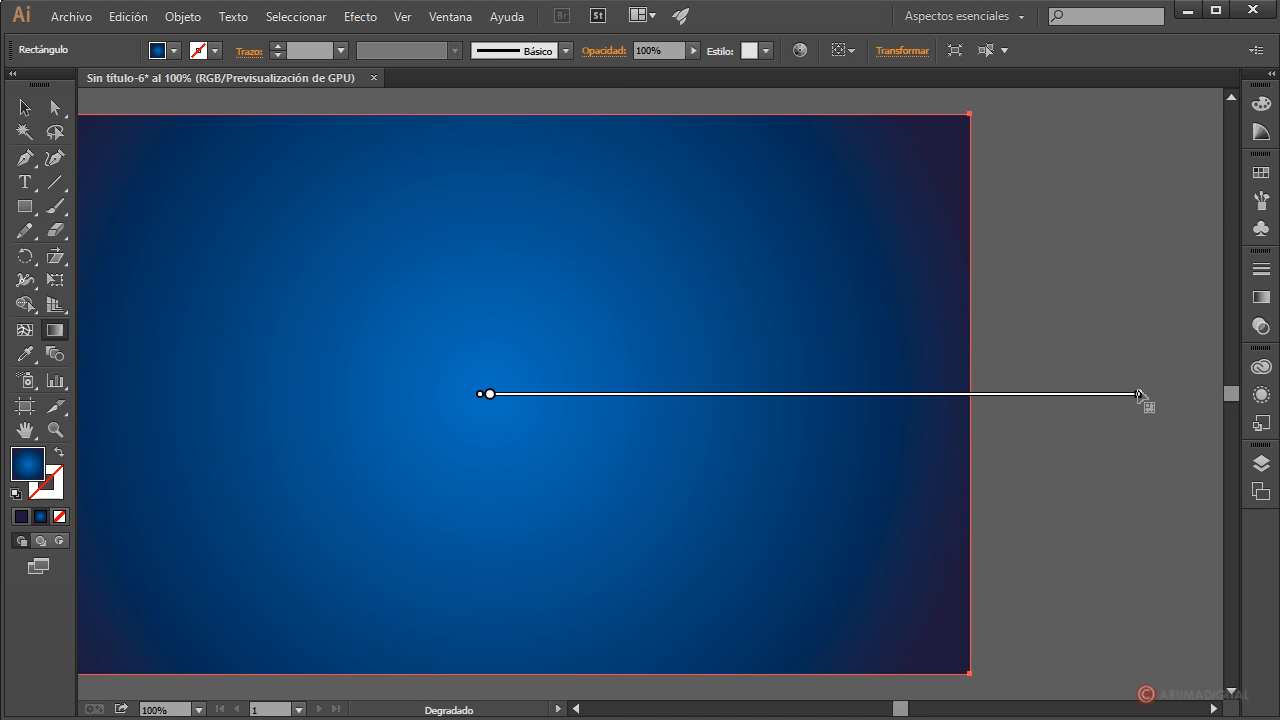 Ai Archivo Edición Objeto Texto Seleccionar Efecto Ver Ventana Ayuda Br St Aspectos esenciales
Rectángulo Trazo: Básico Opacidad: 100% Estilo: Transformar
Sin título-6* al 100% (RGB/Previsualización de GPU) ×
100% 1 Degradado
© ARUMADIGITAL